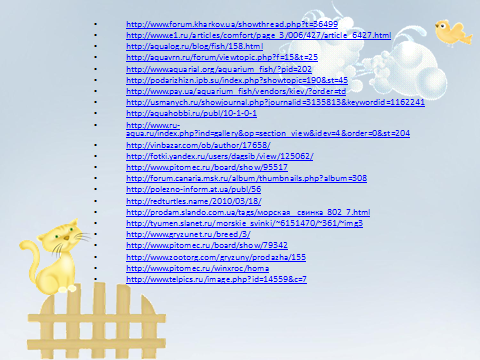 http://www.forum.kharkov.ua/showthread.php?t=36499
http://www.e1.ru/articles/comfort/page_3/006/427/article_6427.html
http://aqualog.ru/blog/fish/158.html
http://aquavrn.ru/forum/viewtopic.php?f=15&t=25
http://www.aquarial.org/aquarium_fish/?pid=202
http://podarizhizn.ipb.su/index.php?showtopic=190&st=45
http://www.pay.ua/aquarium_fish/vendors/kiev/?order=td
http://usmanych.ru/showjournal.php?journalid=3135813&keywordid=1162241
http://aquahobbi.ru/publ/10-1-0-1
http://www.ru-
aqua.ru/index.php?ind=gallery&op=section_view&idev=4&order=0&st=204
http://vinbazar.com/ob/author/17658/
http://fotki.yandex.ru/users/dagsib/view/125062/
http://www.pitomec.ru/board/show/95517
http://forum.canaria.msk.ru/album/thumbnails.php?album=308
http://polezno-inform.at.ua/publ/56
http://redturtles.name/2010/03/18/
http://prodam.slando.com.ua/tags/морская_свинка_802_7.html
http://tyumen.slanet.ru/morskie_svinki/~6151470/~361/~img3
http://www.gryzunet.ru/breed/3/
http://www.pitomec.ru/board/show/79342
http://www.zootorg.com/gryzuny/prodazha/155
http://www.pitomec.ru/winxroc/homa
http://www.telpics.ru/image.php?id=14559&c=7